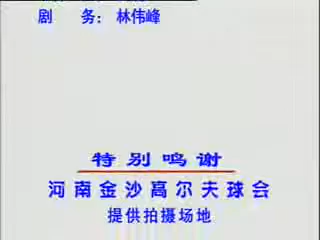 剧　务：林伟峰
特别鸣谢
河南金沙高尔夫球会
提供拍摄场地